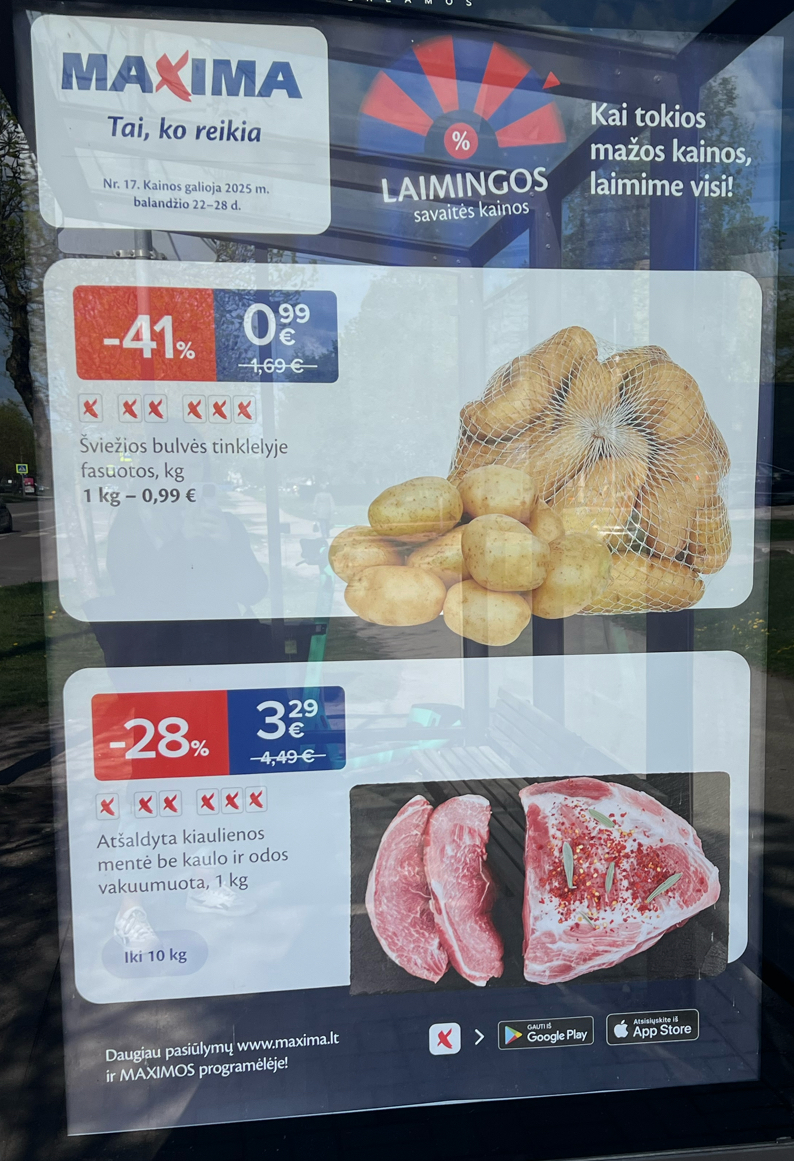 MAXIMA
Tai, ko reikia
Nr. 17. Kainos galioja 2025 m.
balandžio 22–28 d.
%
LAIMINGOS
savaitės kainos
Kai tokios
mažos kainos,
laimime visi!
-41%
0,99 €
1,69 €
Šviežios bulvės tinklelyje
fasuotos, kg
1 kg – 0,99 €
-28%
3,29 €
4,49 €
Atšaldyta kiaulienos
mentė be kaulo ir odos
vakuumuota, 1 kg
Iki 10 kg
Daugiau pasiūlymų www.maxima.lt
ir MAXIMOS programėlėje!
GAUTI IŠ
Google Play
Atsisiųskite iš
App Store